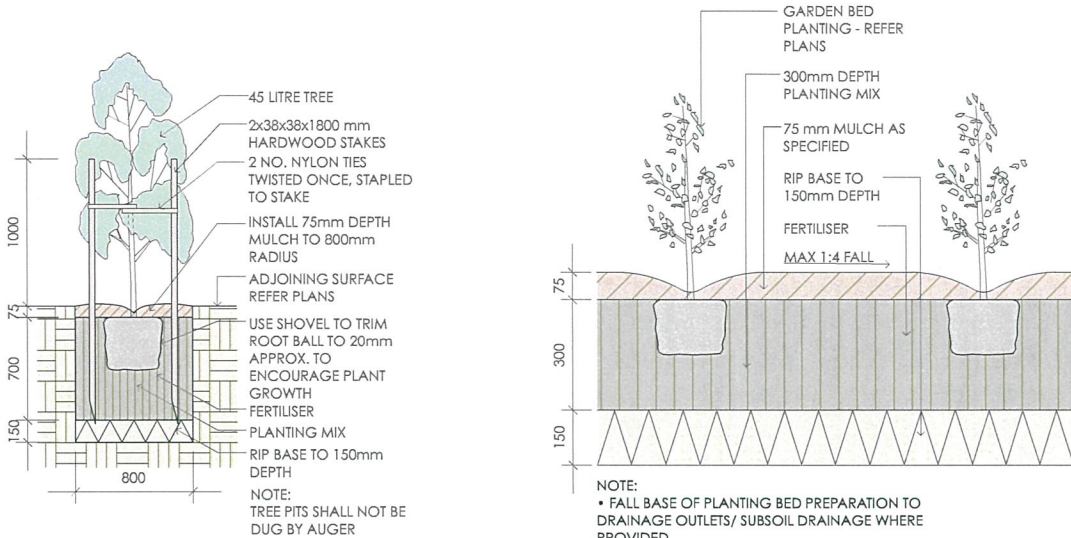 45 LITRE TREE
2x38x38x1800 mm
HARDWOOD STAKES
2 NO. NYLON TIES
TWISTED ONCE, STAPLED
TO STAKE
INSTALL 75mm DEPTH
MULCH TO 800mm
RADIUS
ADJOINING SURFACE
REFER PLANS
USE SHOVEL TO TRIM
ROOT BALL TO 20mm
APPROX. TO
ENCOURAGE PLANT
GROWTH
FERTILISER
PLANTING MIX
RIP BASE TO 150mm
DEPTH
NOTE:
TREE PITS SHALL NOT BE
DUG BY AUGER
1000
75
700
150
800
GARDEN BED
PLANTING - REFER
PLANS
300mm DEPTH
PLANTING MIX
75 mm MULCH AS
SPECIFIED
RIP BASE TO
150mm DEPTH
FERTILISER
MAX 1:4 FALL
75
300
150
NOTE:
• FALL BASE OF PLANTING BED PREPARATION TO
DRAINAGE OUTLETS/ SUBSOIL DRAINAGE WHERE
PROVIDED